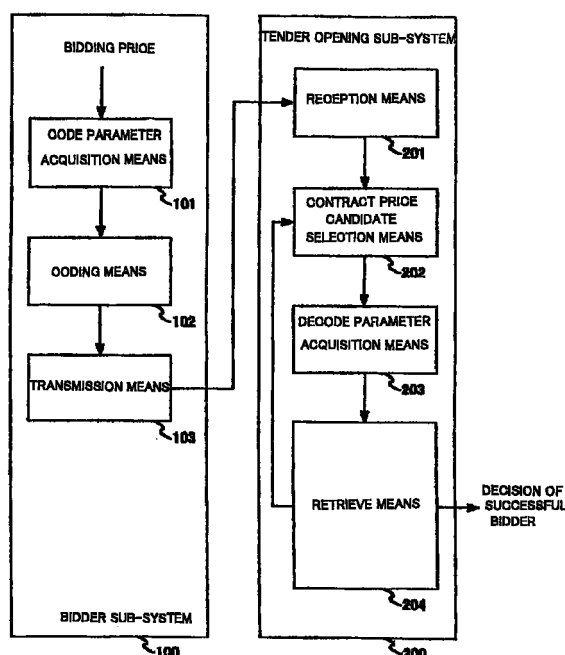 BIDDING PRICE
CODE PARAMETER
ACQUISITION MEANS
101
CODING MEANS
102
TRANSMISSION MEANS
103
BIDDER SUB-SYSTEM
100
TENDER OPENING SUB-SYSTEM
RECEPTION MEANS
201
CONTRACT PRICE
CANDIDATE
SELECTION MEANS
202
DECODE PARAMETER
ACQUISITION MEANS
203
RETRIEVE MEANS
204
DECISION OF
SUCCESSFUL
BIDDER
200